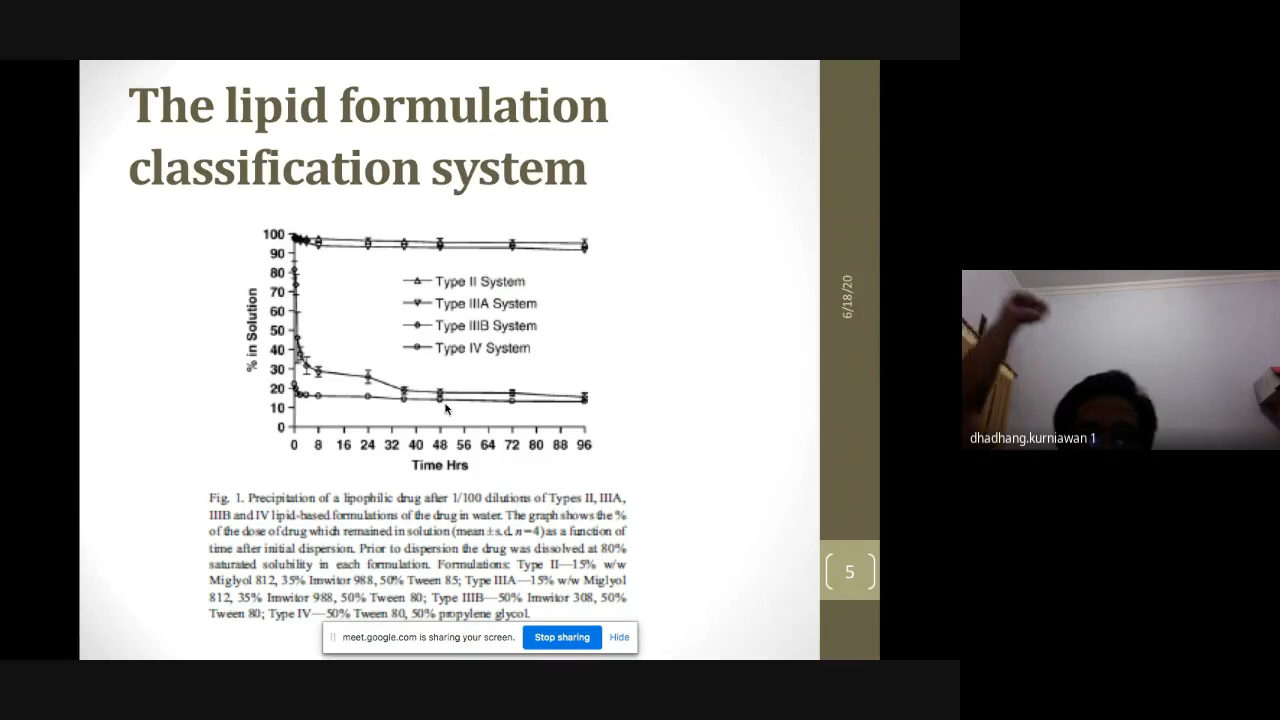 The lipid formulation
classification system
100
90
80
70
60
50
40
30
20
10
0
% in Solution
Type II System
Type IIIA System
Type IIIB System
Type IV System
0 8 16 24 32 40 48 56 64 72 80 88 96
Time Hrs
Fig. 1. Precipitation of a lipophilic drug after 1/100 dilutions of Types II, IIIA,
IIIB and IV lipid-based formulations of the drug in water. The graph shows the %
of the dose of drug which remained in solution (mean±s.d. n=4) as a function of
time after initial dispersion. Prior to dispersion the drug was dissolved at 80%
saturated solubility in each formulation. Formulations: Type II—15% w/w
Miglyol 812, 35% Imwitor 988, 50% Tween 85; Type IIIA—15% w/w Miglyol
812, 35% Imwitor 988, 50% Tween 80; Type IIIB—50% Imwitor 308, 50%
Tween 80; Type IV—50% Tween 80, 50% propylene glycol.
meet.google.com is sharing your screen. Stop sharing Hide
6/18/20
5
dhadhang.kurniawan 1